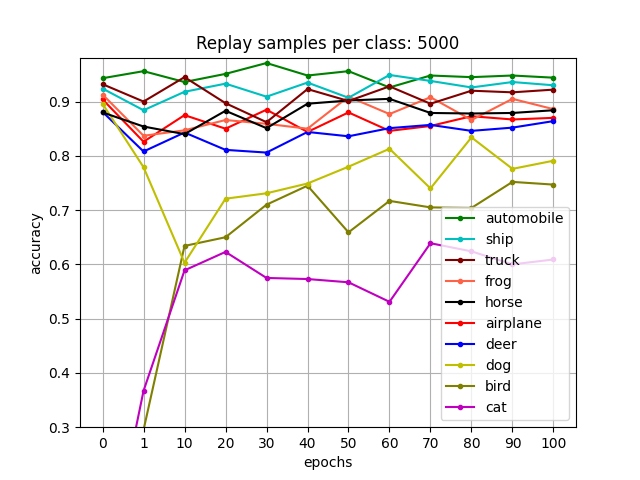 Replay samples per class: 5000
accuracy
0.9
0.8
0.7
0.6
0.5
0.4
0.3
automobile
ship
truck
frog
horse
airplane
deer
dog
bird
cat
0 1 10 20 30 40 50 60 70 80 90 100
epochs